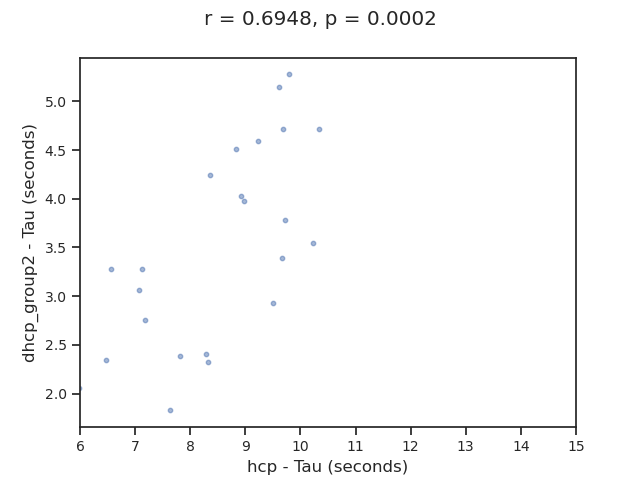 r = 0.6948, p = 0.0002
dhcp_group2 - Tau (seconds)
5.0
4.5
4.0
3.5
3.0
2.5
2.0
6 7 8 9 10 11 12 13 14 15
hcp - Tau (seconds)